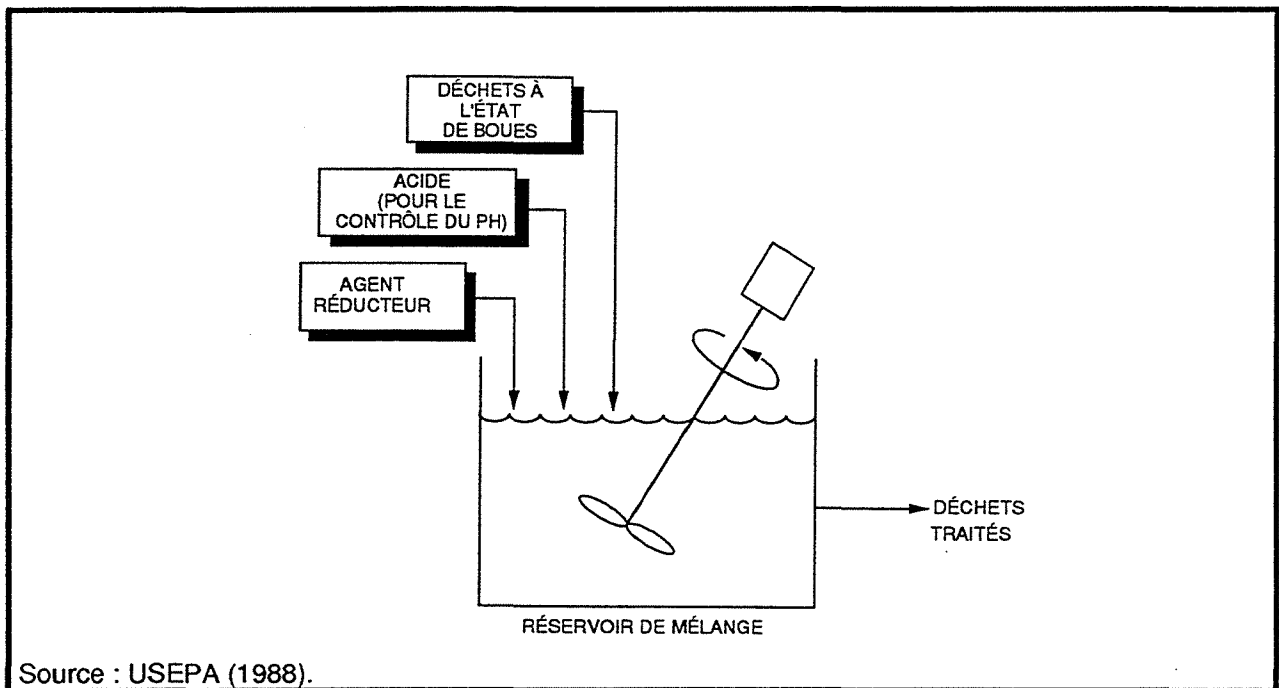 DÉCHETS À
L'ÉTAT
DE BOUES
ACIDE
(POUR LE
CONTRÔLE DU PH)
AGENT
RÉDUCTEUR
DÉCHETS
TRAITÉS
RÉSERVOIR DE MÉLANGE
Source : USEPA (1988).